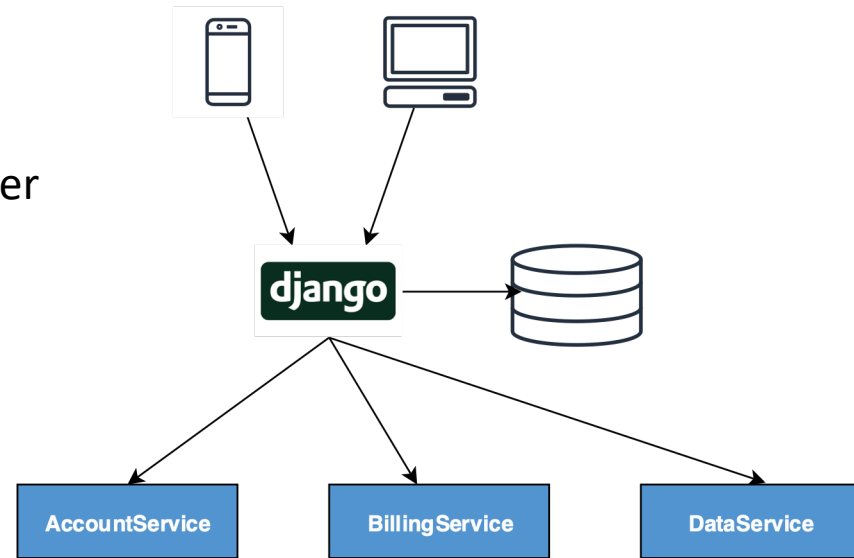 er
django
AccountService
BillingService
DataService